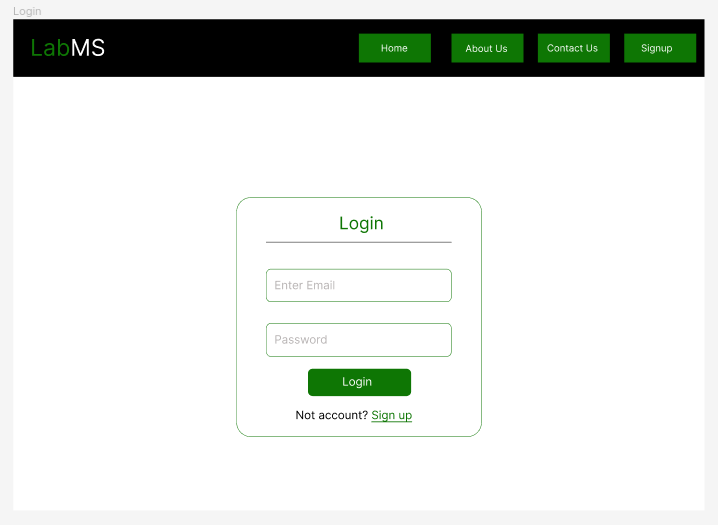 Login
LabMS
Home
About Us
Contact Us
Signup
Login
Enter Email
Password
Login
Not account? Sign up